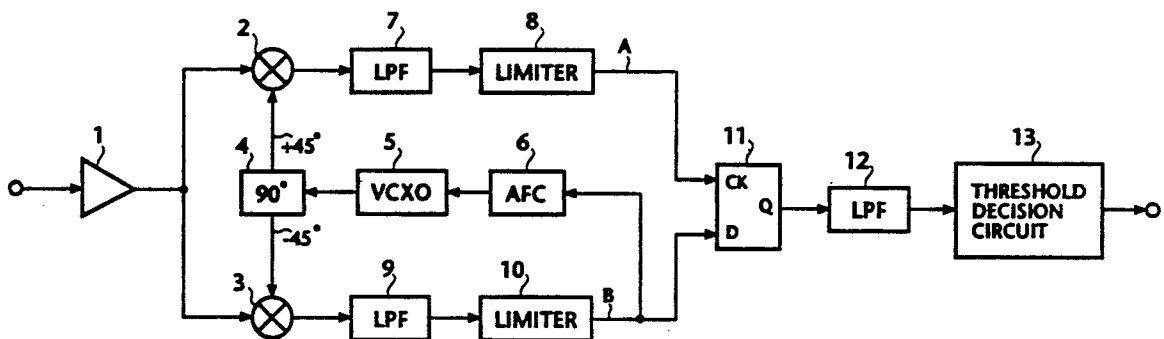 2
7
8
LPF
LIMITER
A
1
4
+45°
5
6
11
12
13
90°
VCXO
AFC
CK
Q
D
LPF
THRESHOLD
DECISION
CIRCUIT
-45°
3
9
10
LPF
LIMITER
B